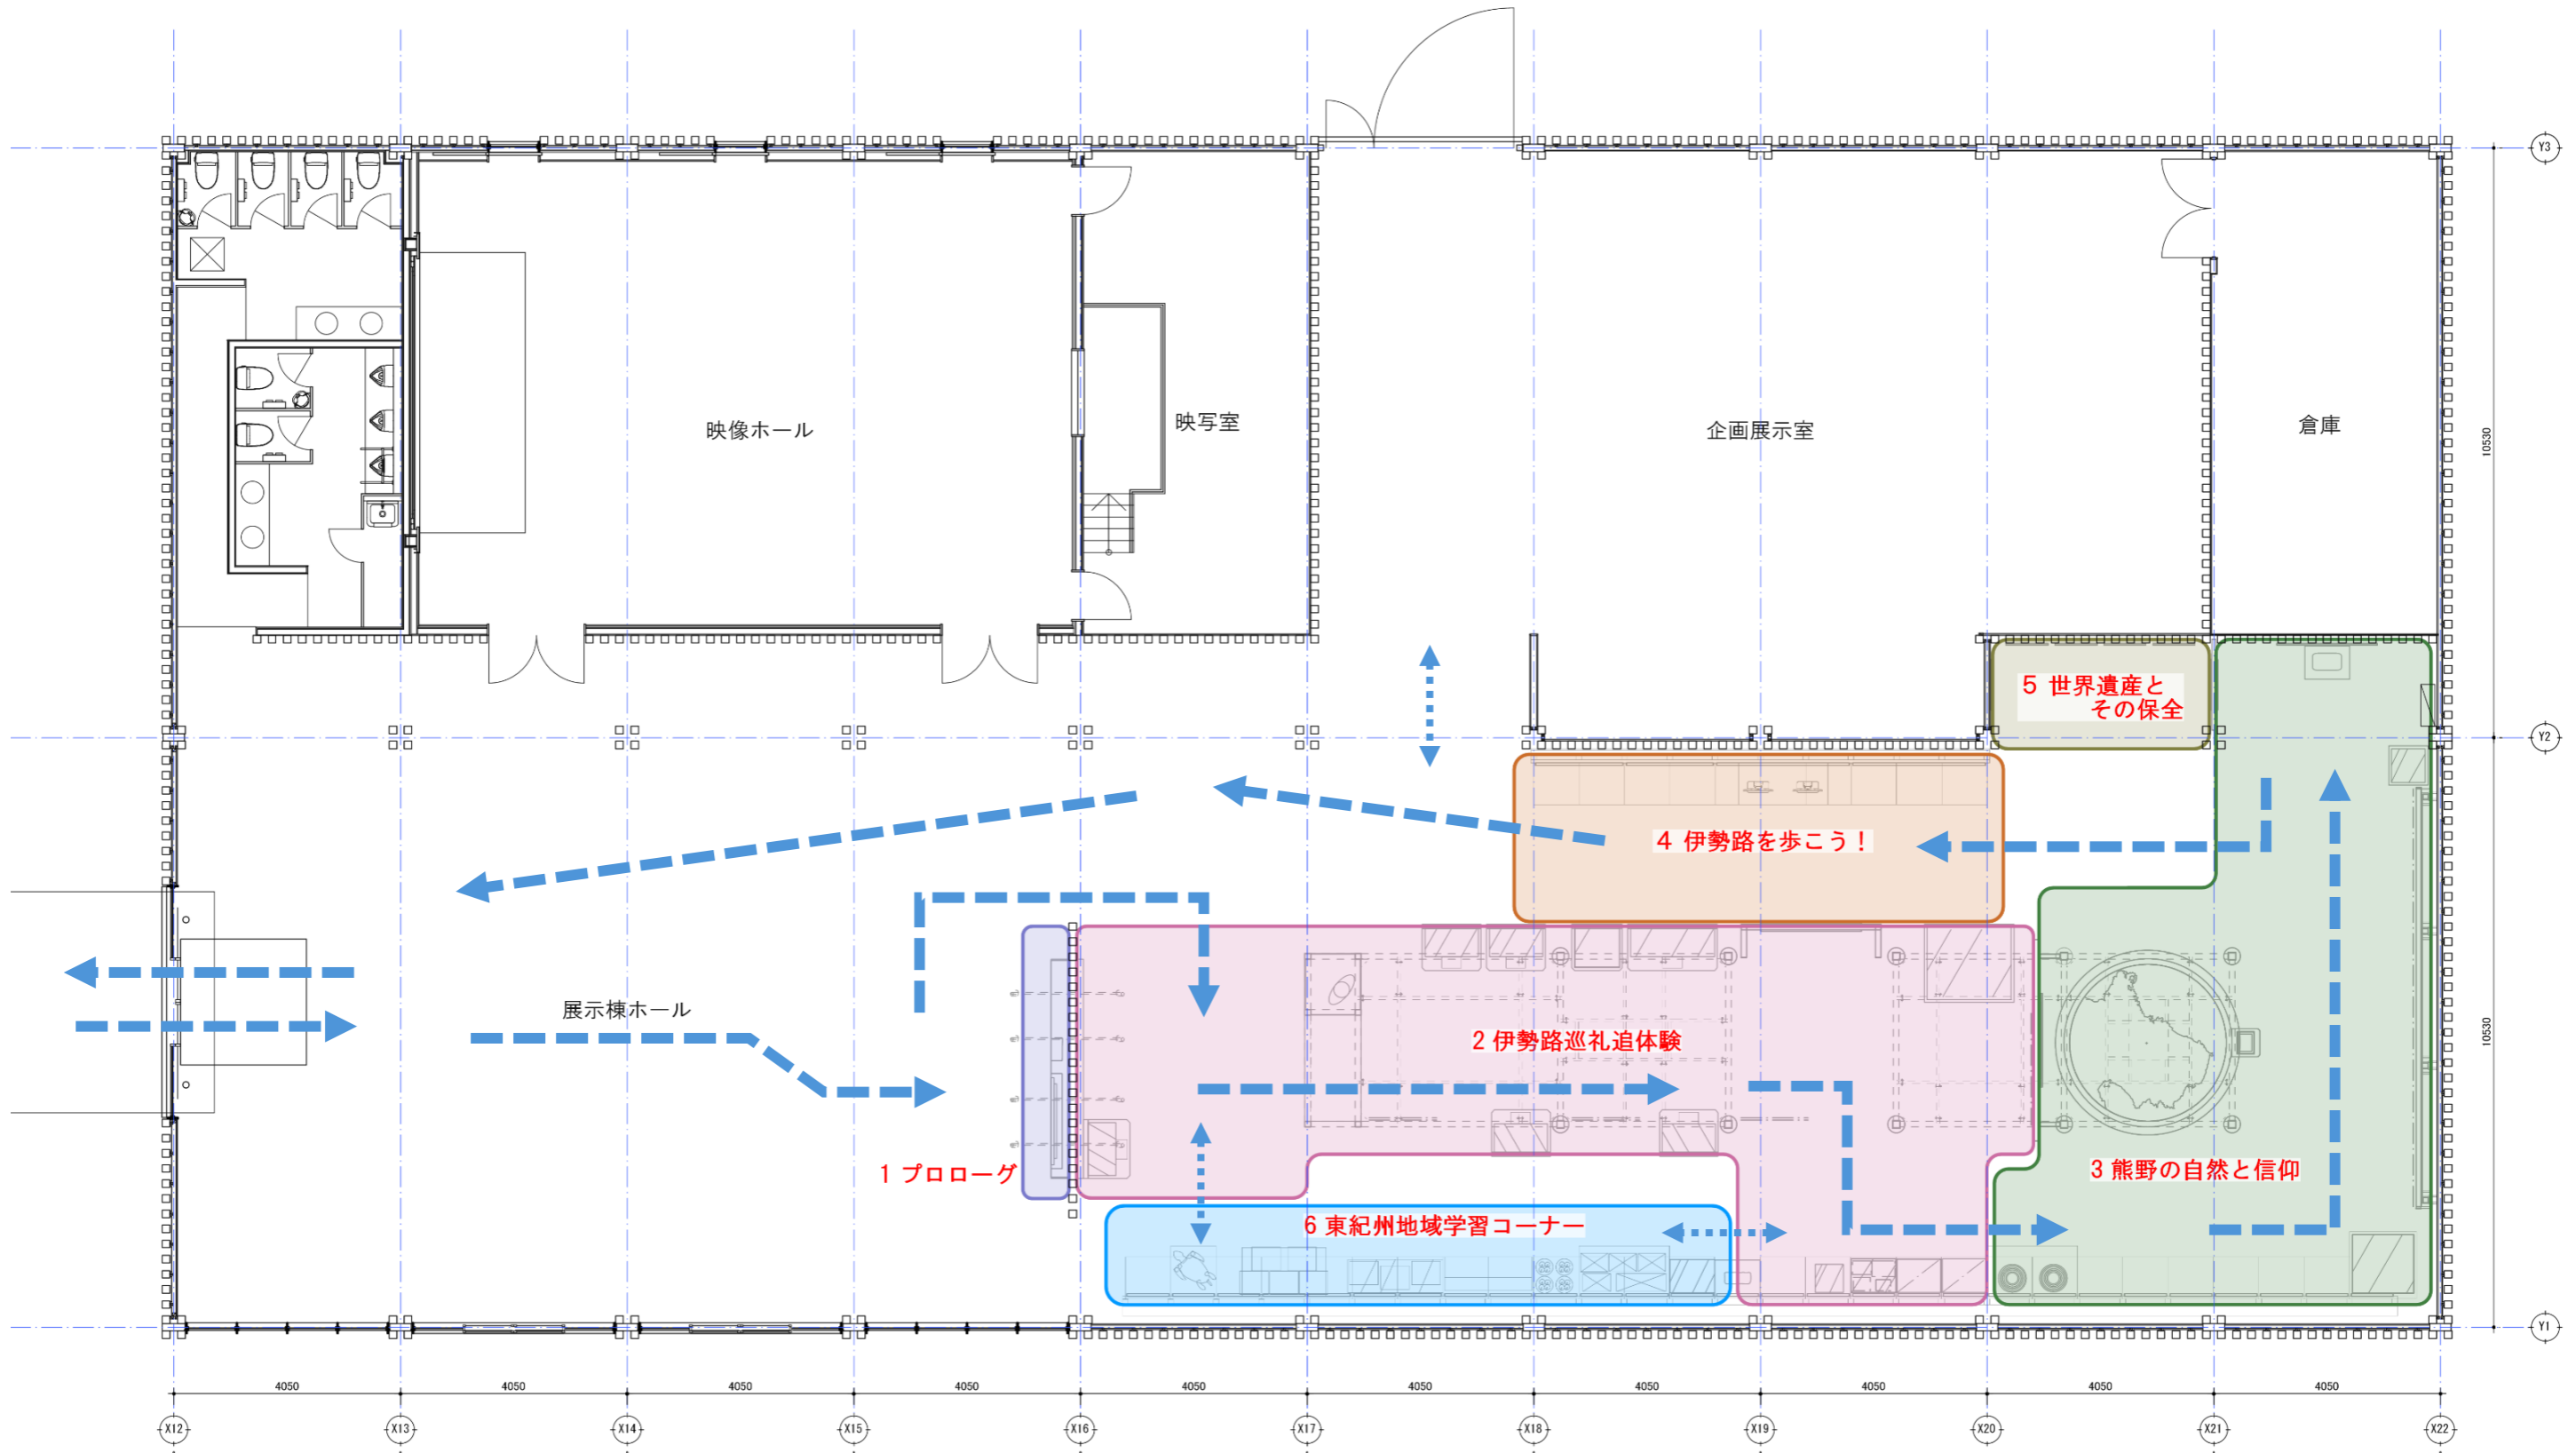 Y3
映像ホール
映写室
企画展示室
倉庫
10530
5 世界遺産と
その保全
Y2
4 伊勢路を歩こう！
展示棟ホール
2 伊勢路巡礼追体験
10530
1 プロローグ
3 熊野の自然と信仰
6 東紀州地域学習コーナー
Y1
4050 4050 4050 4050 4050 4050 4050 4050 4050 4050
X12 X13 X14 X15 X16 X17 X18 X19 X20 X21 X22